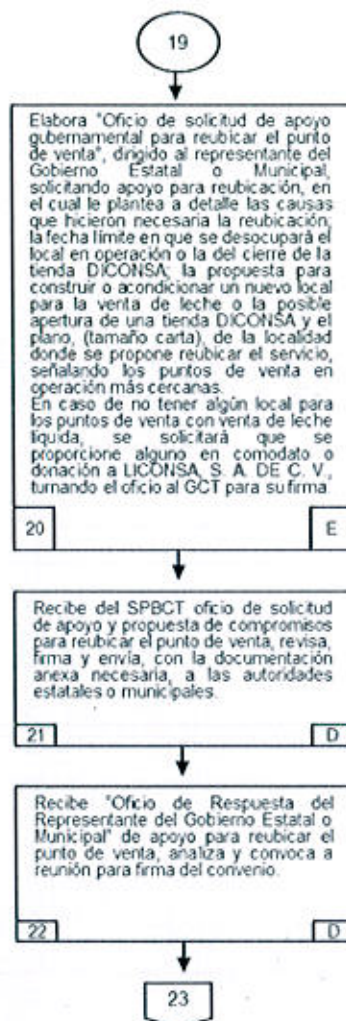 19
Elabora "Oficio de solicitud de apoyo
gubernamental para reubicar el punto
de venta", dirigido al representante del
Gobierno Estatal o Municipal,
solicitando apoyo para reubicación, en
el cual le plantea a detalle las causas
que hicieron necesaria la reubicación;
la fecha límite en que se desocupará el
local en operación o la del cierre de la
tienda DICONSA; la propuesta para
construir o acondicionar un nuevo local
para la venta de leche o la posible
apertura de una tienda DICONSA y el
plano, (tamaño carta), de la localidad
donde se propone reubicar el servicio,
señalando los puntos de venta en
operación más cercanas.
En caso de no tener algún local para
los puntos de venta con venta de leche
líquida, se solicitará que se
proporcione alguno en comodato o
donación a LICONSA, S. A. DE C. V.,
turnando el oficio al GCT para su firma.
20 E
Recibe del SPBCT oficio de solicitud
de apoyo y propuesta de compromisos
para reubicar el punto de venta, revisa,
firma y envía, con la documentación
anexa necesaria, a las autoridades
estatales o municipales.
21 D
Recibe "Oficio de Respuesta del
Representante del Gobierno Estatal o
Municipal" de apoyo para reubicar el
punto de venta, analiza y convoca a
reunión para firma del convenio.
22 D
23